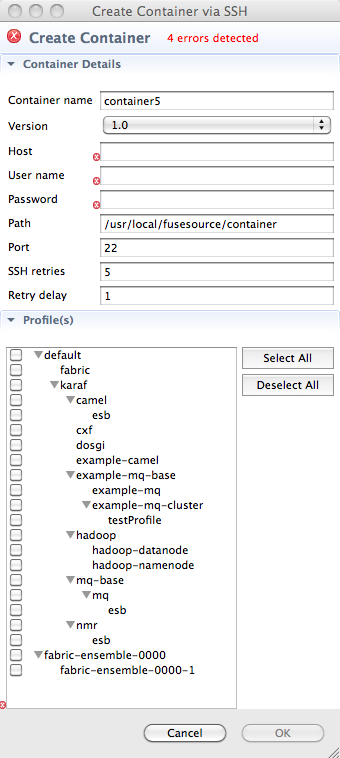 Create Container via SSH
Create Container 4 errors detected
Container Details
Container name container5
Version 1.0
Host
User name
Password
Path /usr/local/fusesource/container
Port 22
SSH retries 5
Retry delay 1
Profile(s)
default
fabric
karaf
camel
esb
cxf
dosgi
example-camel
example-mq-base
example-mq
example-mq-cluster
testProfile
hadoop
hadoop-datanode
hadoop-namenode
mq-base
mq
esb
nmr
esb
fabric-ensemble-0000
fabric-ensemble-0000-1
Select All
Deselect All
Cancel OK